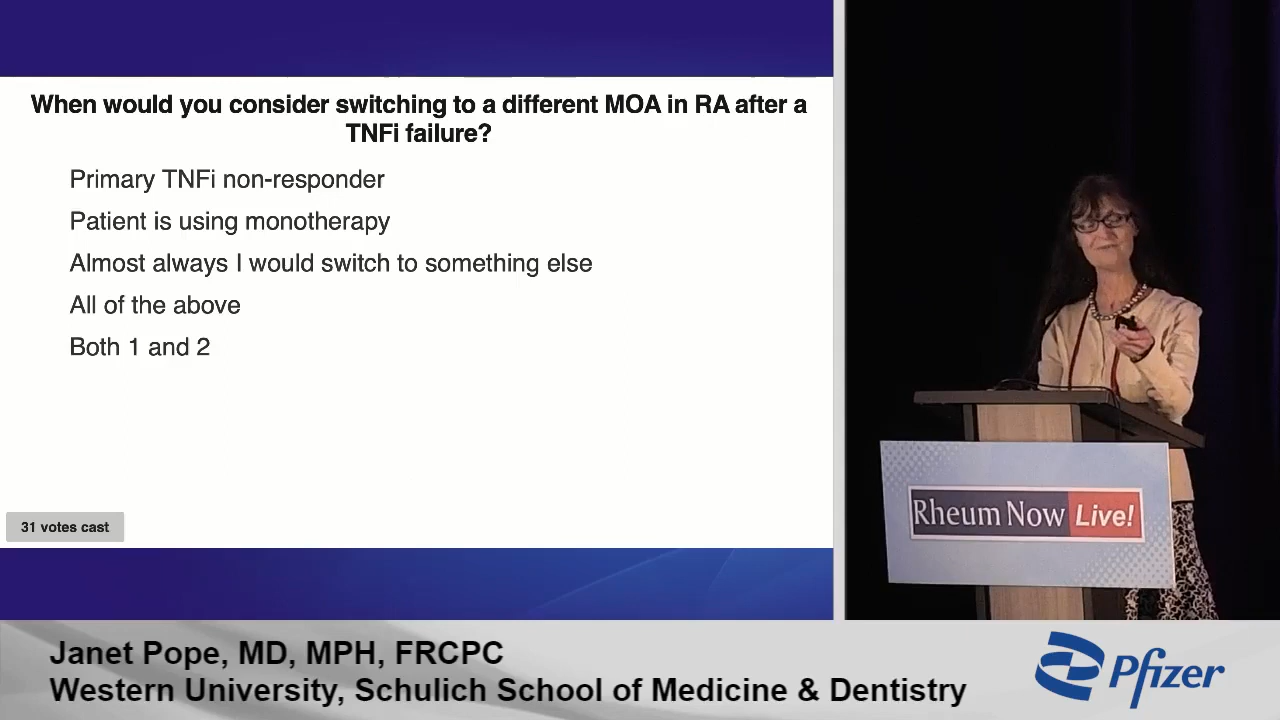 When would you consider switching to a different MOA in RA after a
TNFi failure?
Primary TNFi non-responder
Patient is using monotherapy
Almost always I would switch to something else
All of the above
Both 1 and 2
31 votes cast
Rheum Now Live!
Janet Pope, MD, MPH, FRCPC
Western University, Schulich School of Medicine & Dentistry
Pfizer